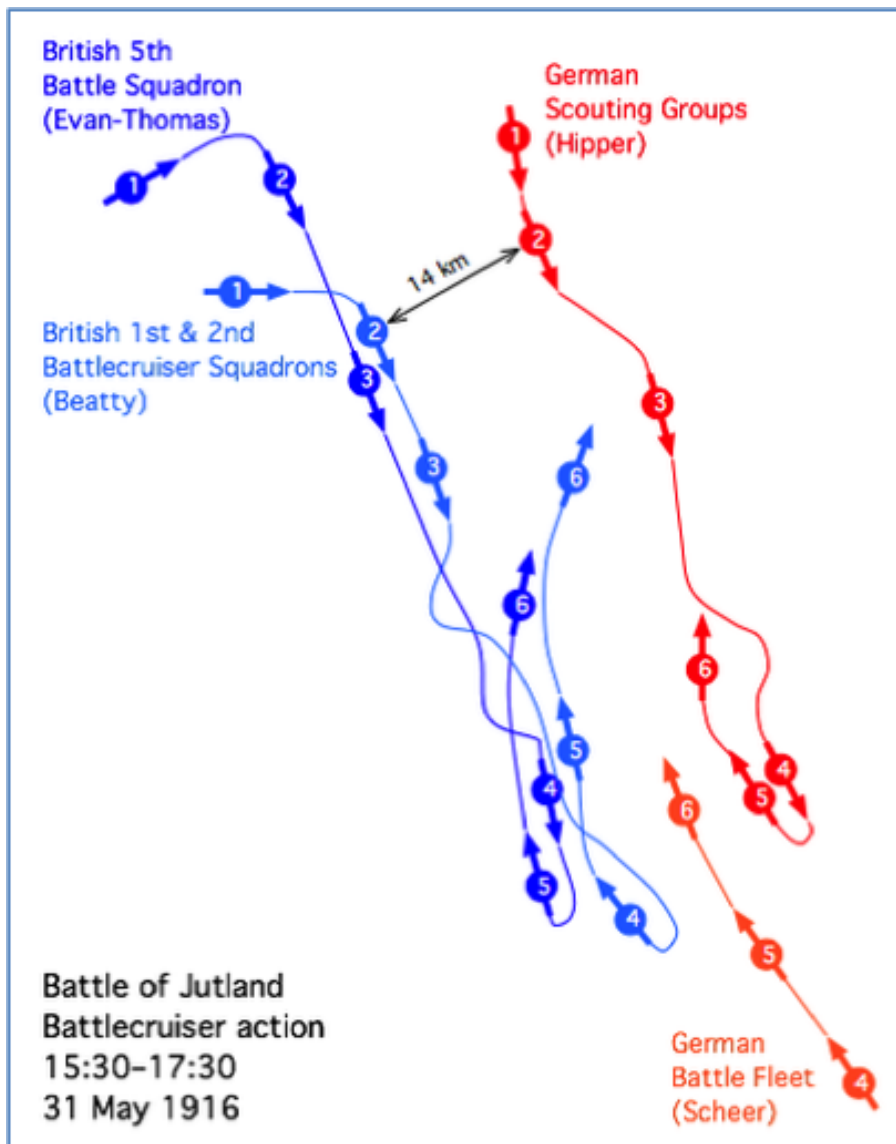 British 5th
Battle Squadron
(Evan-Thomas)
German
Scouting Groups
(Hipper)
1
1
2
2
14 km
1
2
British 1st & 2nd
Battlecruiser Squadrons
(Beatty)
3
3
3
6
6
6
4
5
4
5
6
5
4
5
4
Battle of Jutland
Battlecruiser action
15:30–17:30
31 May 1916
German
Battle Fleet
(Scheer)